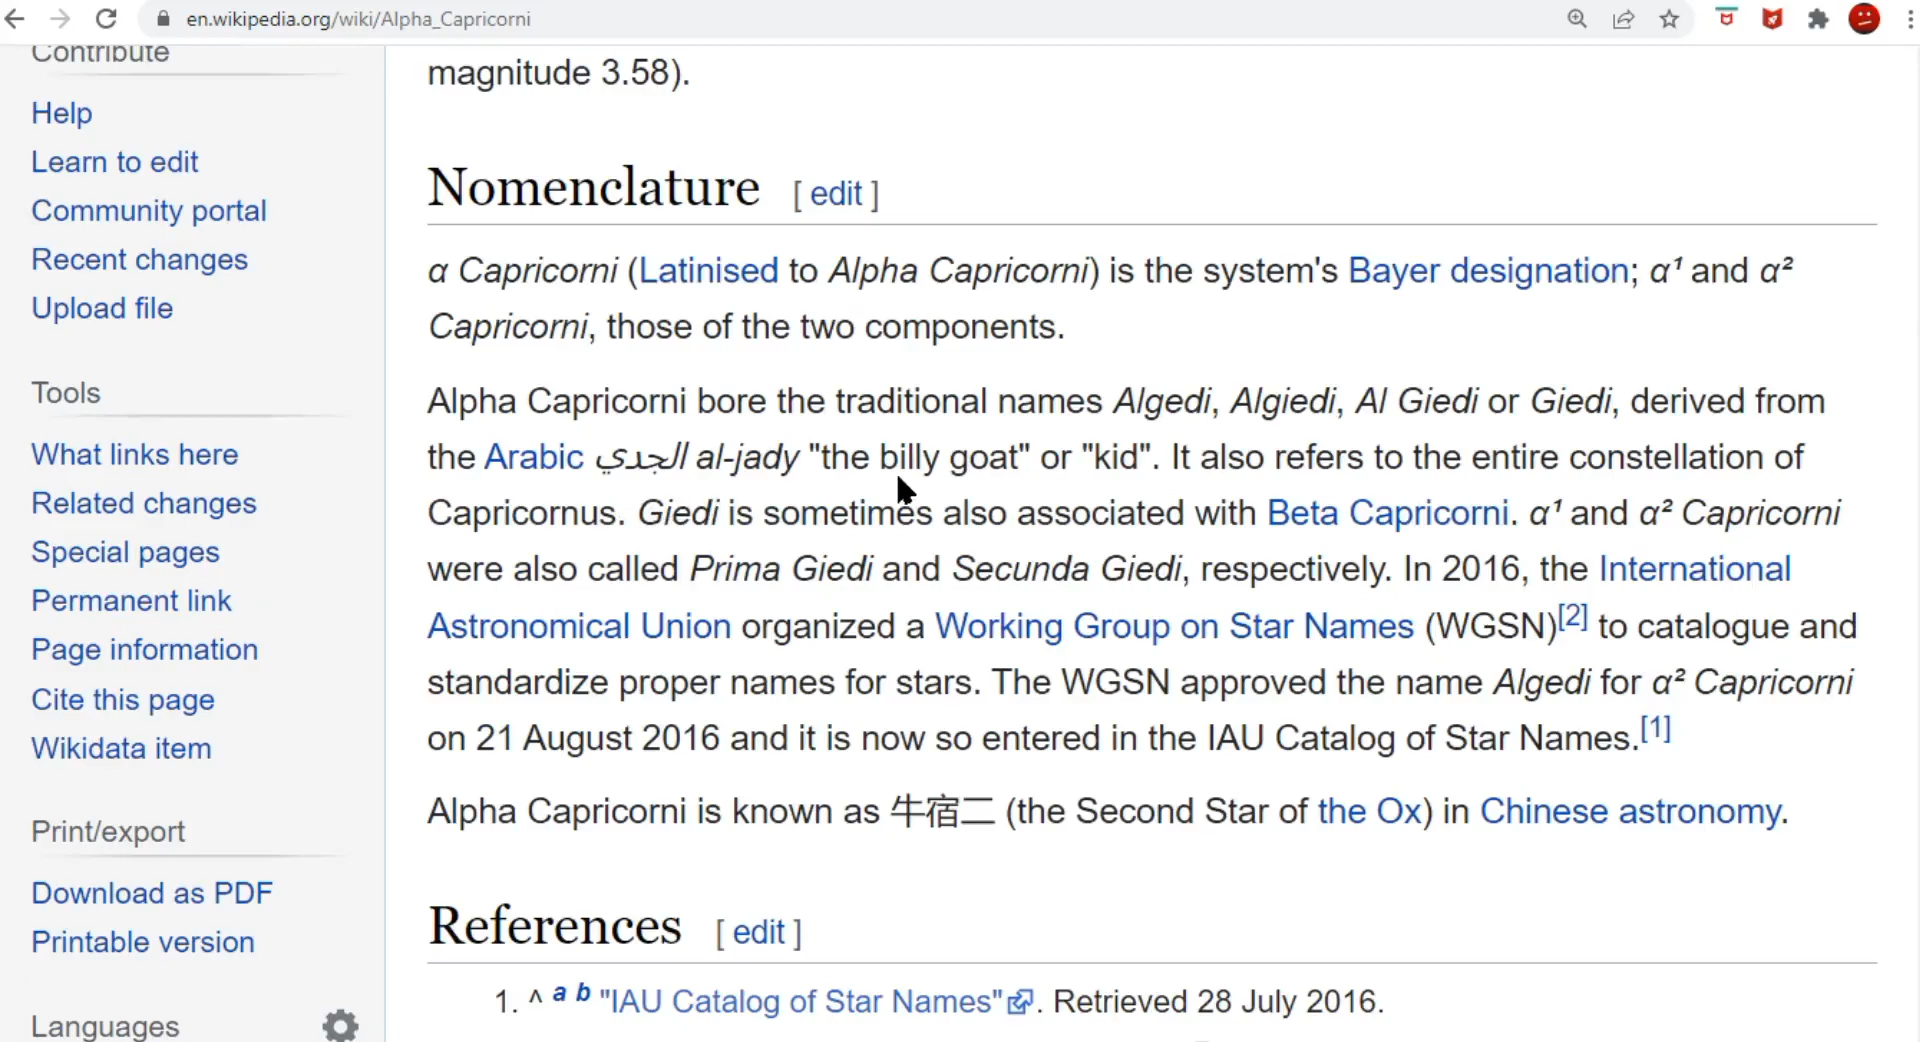 en.wikipedia.org/wiki/Alpha_Capricorni
Contribute
Help
Learn to edit
Community portal
Recent changes
Upload file
Tools
What links here
Related changes
Special pages
Permanent link
Page information
Cite this page
Wikidata item
Print/export
Download as PDF
Printable version
Languages
magnitude 3.58).
Nomenclature [ edit ]
α Capricorni (Latinised to Alpha Capricorni) is the system's Bayer designation; α¹ and α²
Capricorni, those of the two components.
Alpha Capricorni bore the traditional names Algedi, Algiedi, Al Giedi or Giedi, derived from
the Arabic الجدي al-jady "the billy goat" or "kid". It also refers to the entire constellation of
Capricornus. Giedi is sometimes also associated with Beta Capricorni. α¹ and α² Capricorni
were also called Prima Giedi and Secunda Giedi, respectively. In 2016, the International
Astronomical Union organized a Working Group on Star Names (WGSN)[2] to catalogue and
standardize proper names for stars. The WGSN approved the name Algedi for α² Capricorni
on 21 August 2016 and it is now so entered in the IAU Catalog of Star Names.[1]
Alpha Capricorni is known as 牛宿二 (the Second Star of the Ox) in Chinese astronomy.
References [ edit ]
1. ^ a b "IAU Catalog of Star Names". Retrieved 28 July 2016.